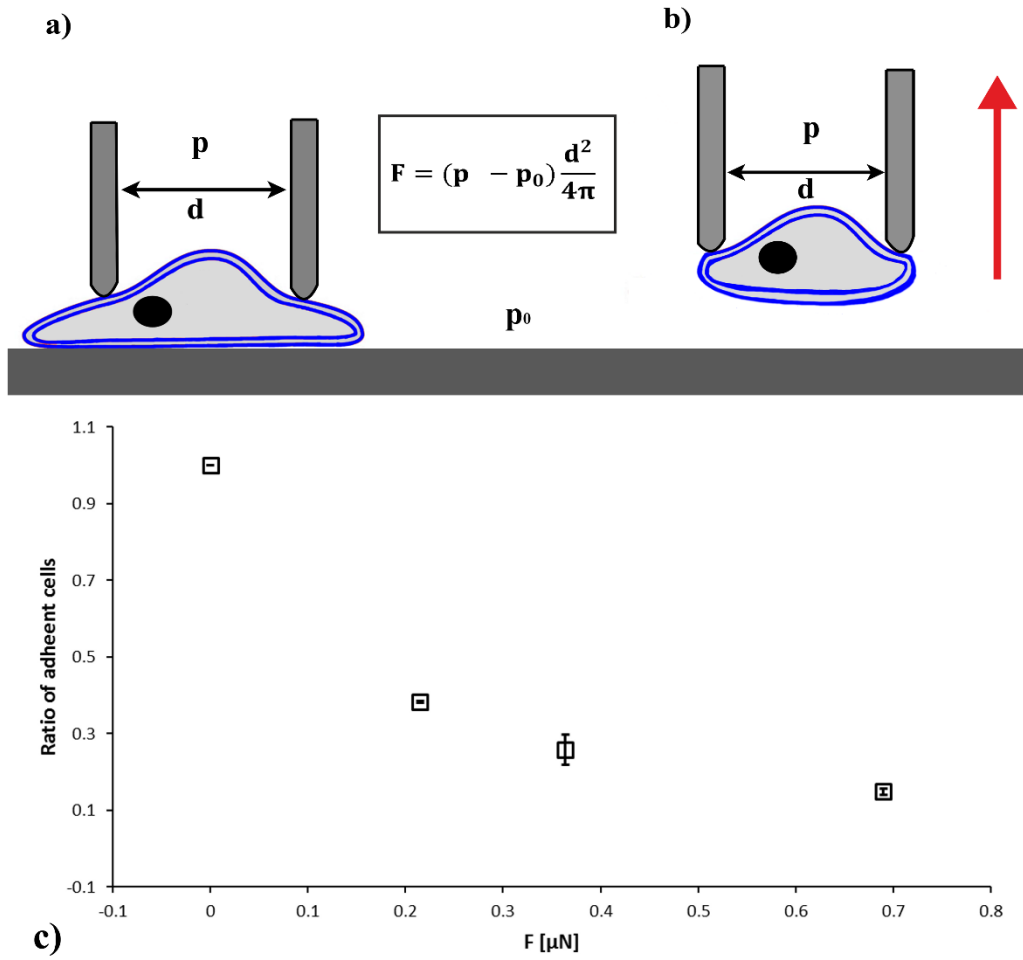 a)
b)
p
d
F = (p - p₀) d²/4π
p
d
p₀
1.1
0.9
0.7
0.5
0.3
0.1
-0.1
Ratio of adheent cells
-0.1 0 0.1 0.2 0.3 0.4 0.5 0.6 0.7 0.8
F [µN]
c)